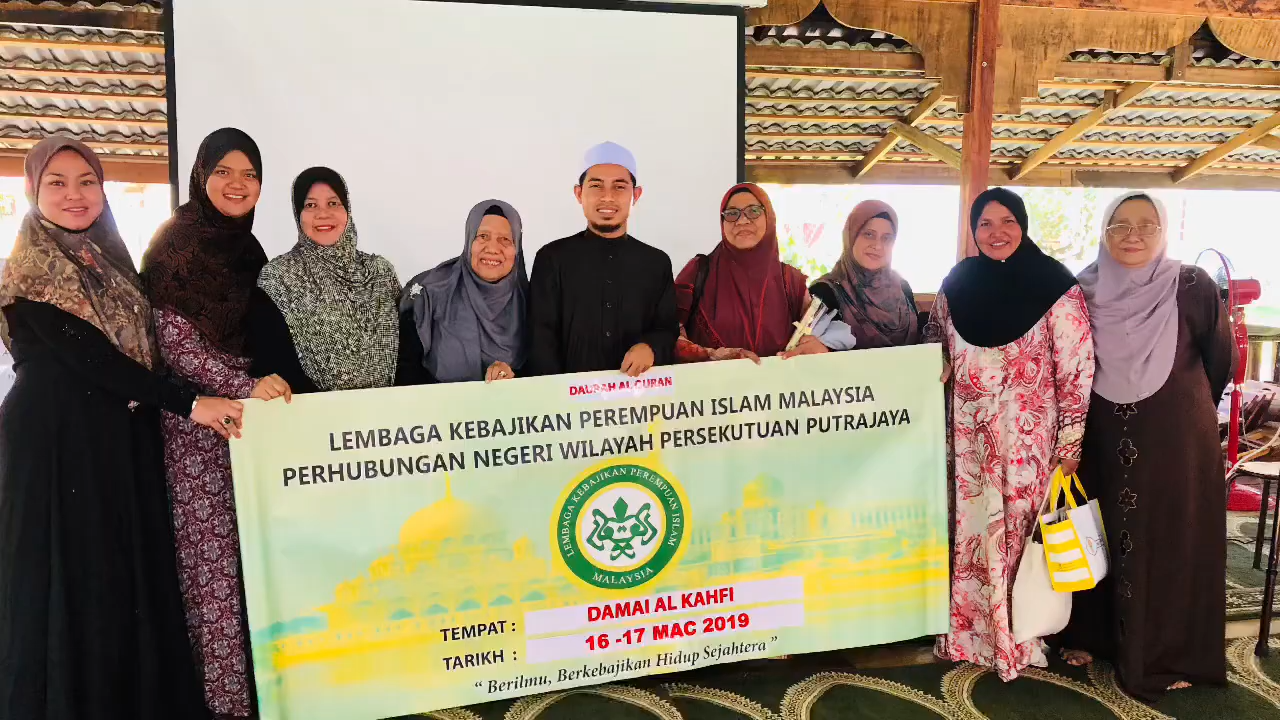 DAURAH AL QURAN
LEMBAGA KEBAJIKAN PEREMPUAN ISLAM MALAYSIA
PERHUBUNGAN NEGERI WILAYAH PERSEKUTUAN PUTRAJAYA
LEMBAGA KEBAJIKAN PEREMPUAN ISLAM
MALAYSIA
TEMPAT : DAMAI AL KAHFI
TARIKH : 16 -17 MAC 2019
“ Berilmu, Berkebajikan Hidup Sejahtera ”